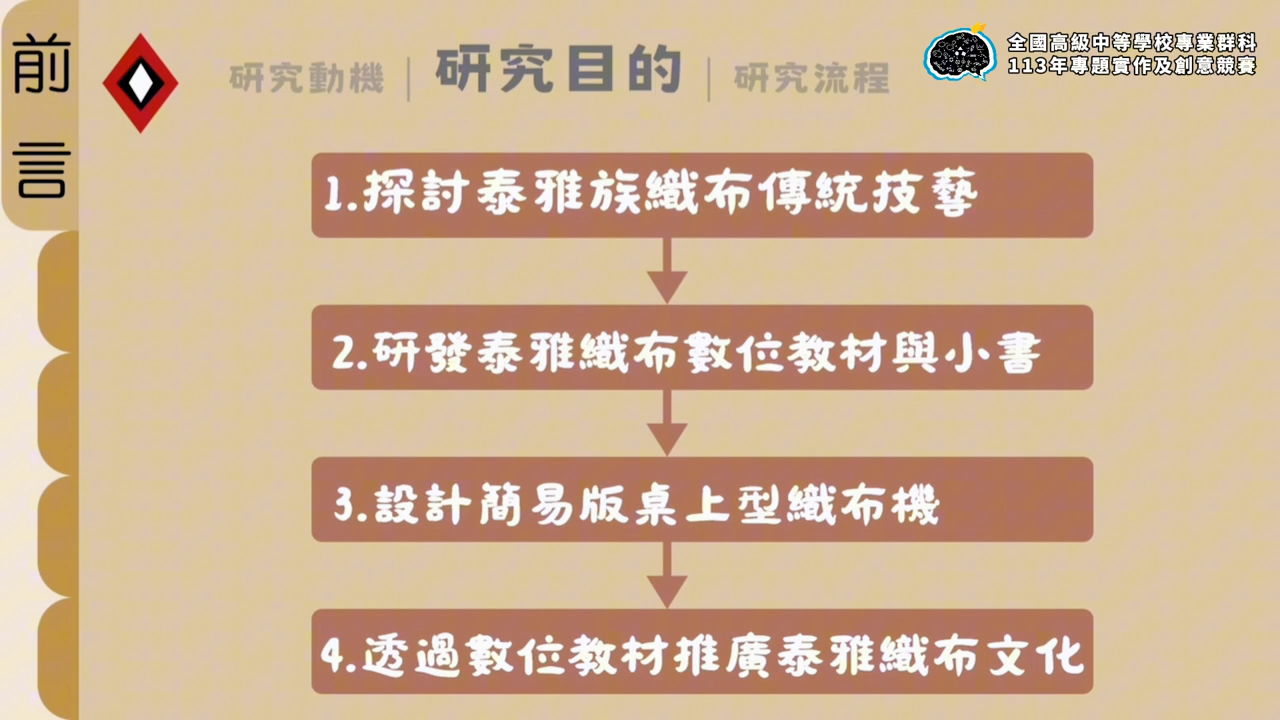 前言
研究動機 | 研究目的 | 研究流程
全國高級中等學校專業群科
113年專題實作及創意競賽
1.探討泰雅族織布傳統技藝
2.研發泰雅織布數位教材與小書
3.設計簡易版桌上型織布機
4.透過數位教材推廣泰雅織布文化